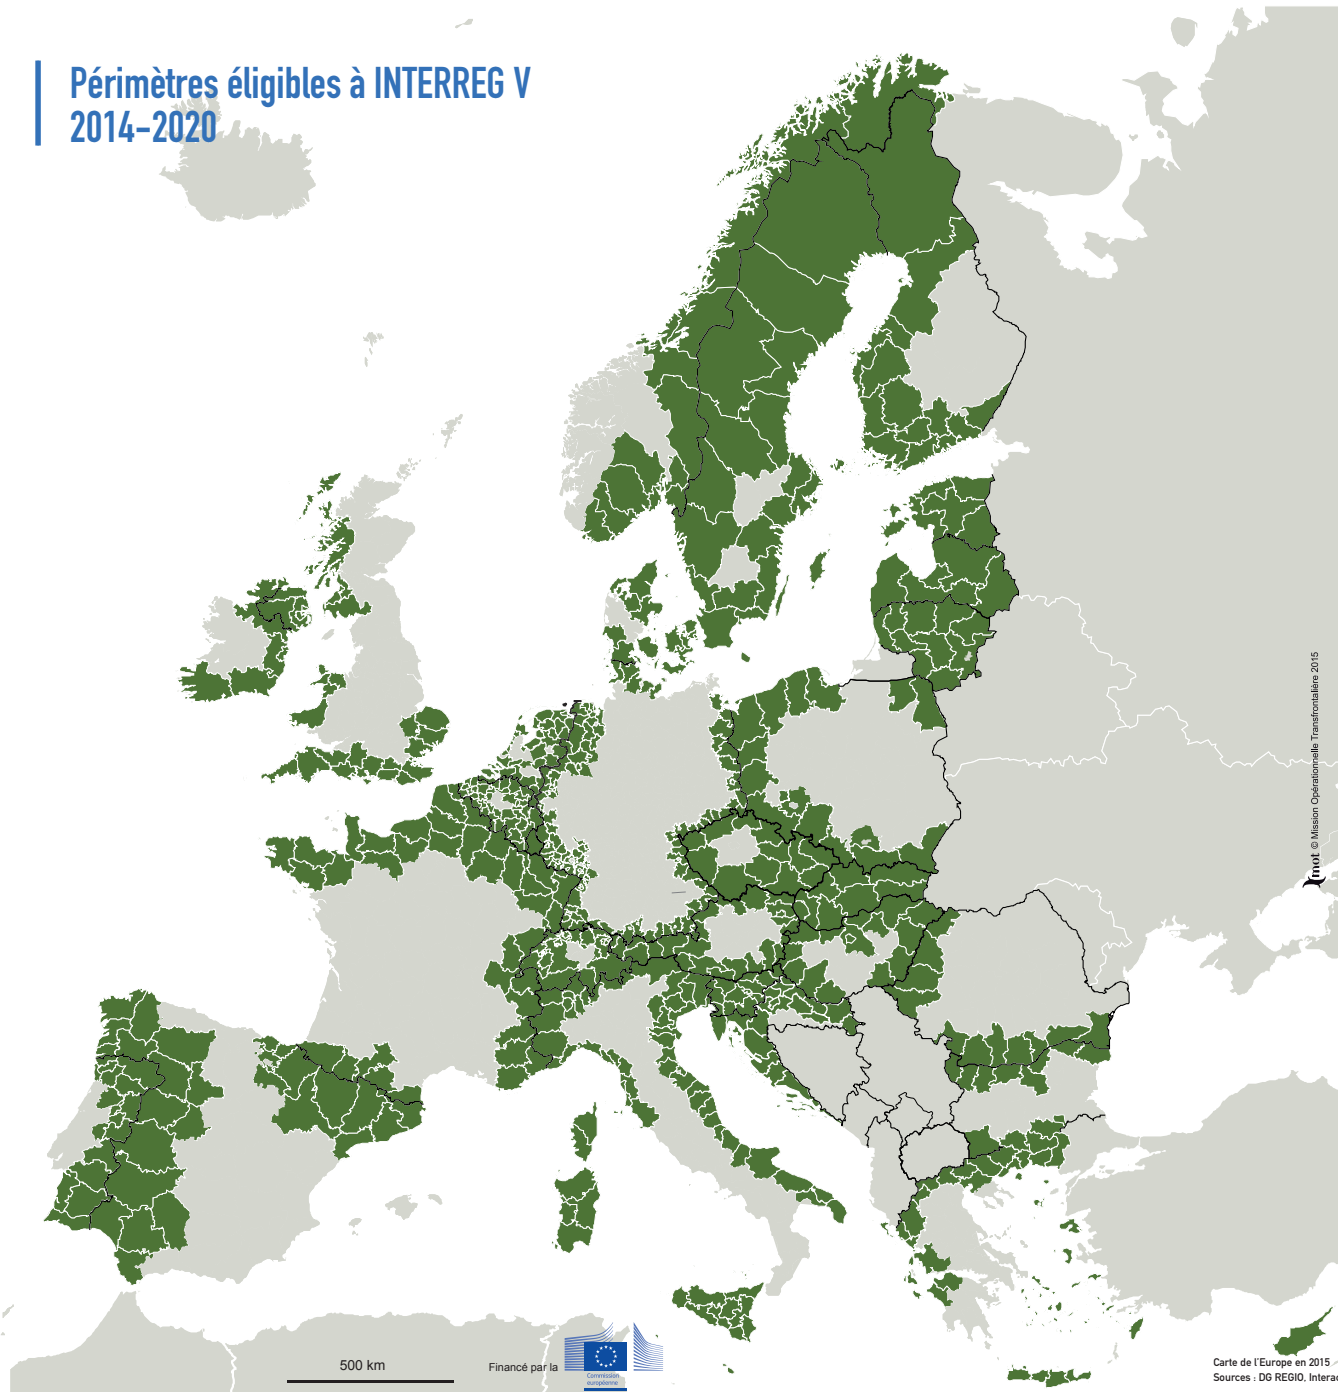 Périmètres éligibles à INTERREG V
2014-2020
mot © Mission Opérationnelle Transfrontalière 2015
500 km
Financé par la
Commission
européenne
Carte de l'Europe en 2015
Sources : DG REGIO, Interac